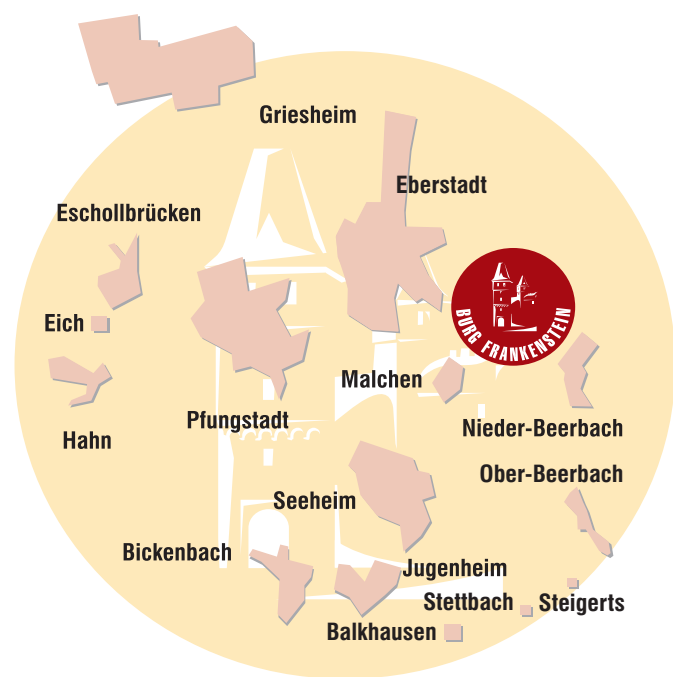 Griesheim
Eberstadt
Eschollbrücken
Eich
BURG FRANKENSTEIN
Malchen
Pfungstadt
Nieder-Beerbach
Hahn
Ober-Beerbach
Seeheim
Bickenbach
Jugenheim
Stettbach
Steigerts
Balkhausen